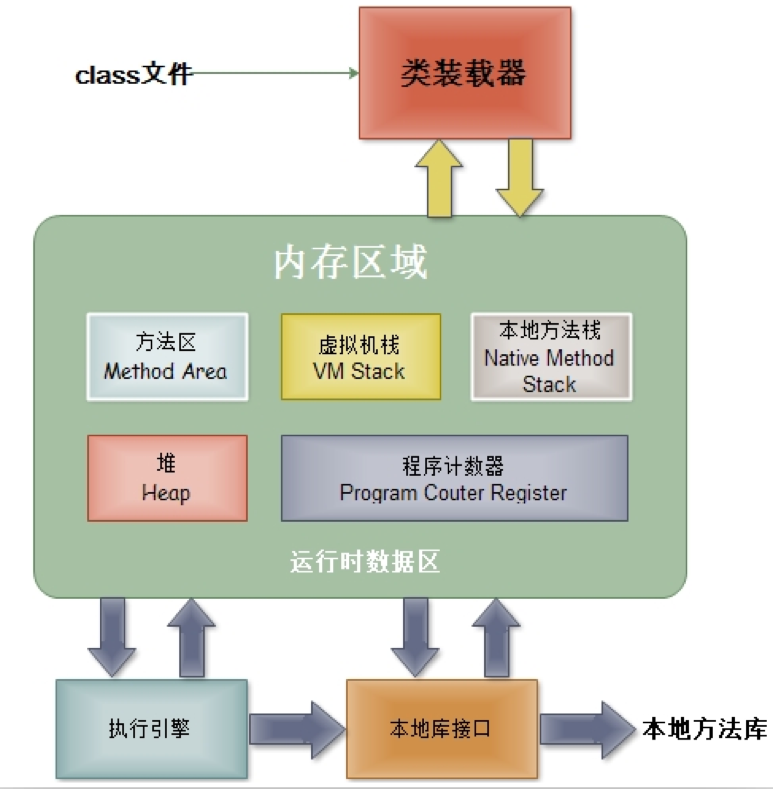 class文件
类装载器
内存区域
方法区
Method Area
虚拟机栈
VM Stack
本地方法栈
Native Method
Stack
堆
Heap
程序计数器
Program Couter Register
运行时数据区
执行引擎
本地库接口
本地方法库